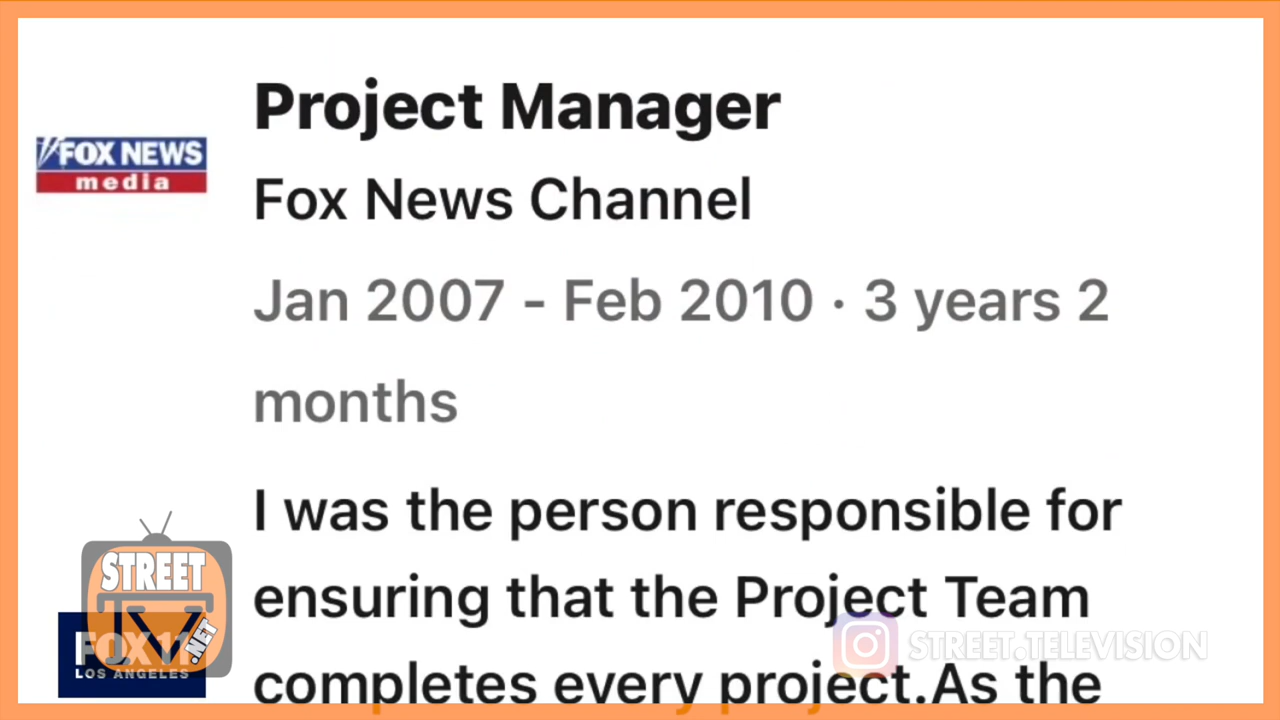 Project Manager
FOX NEWS
media
Fox News Channel
Jan 2007 - Feb 2010 · 3 years 2
months
I was the person responsible for
ensuring that the Project Team
completes every project.As the
STREET
TV
.NET
FOX 11
LOS ANGELES
STREET.TELEVISION